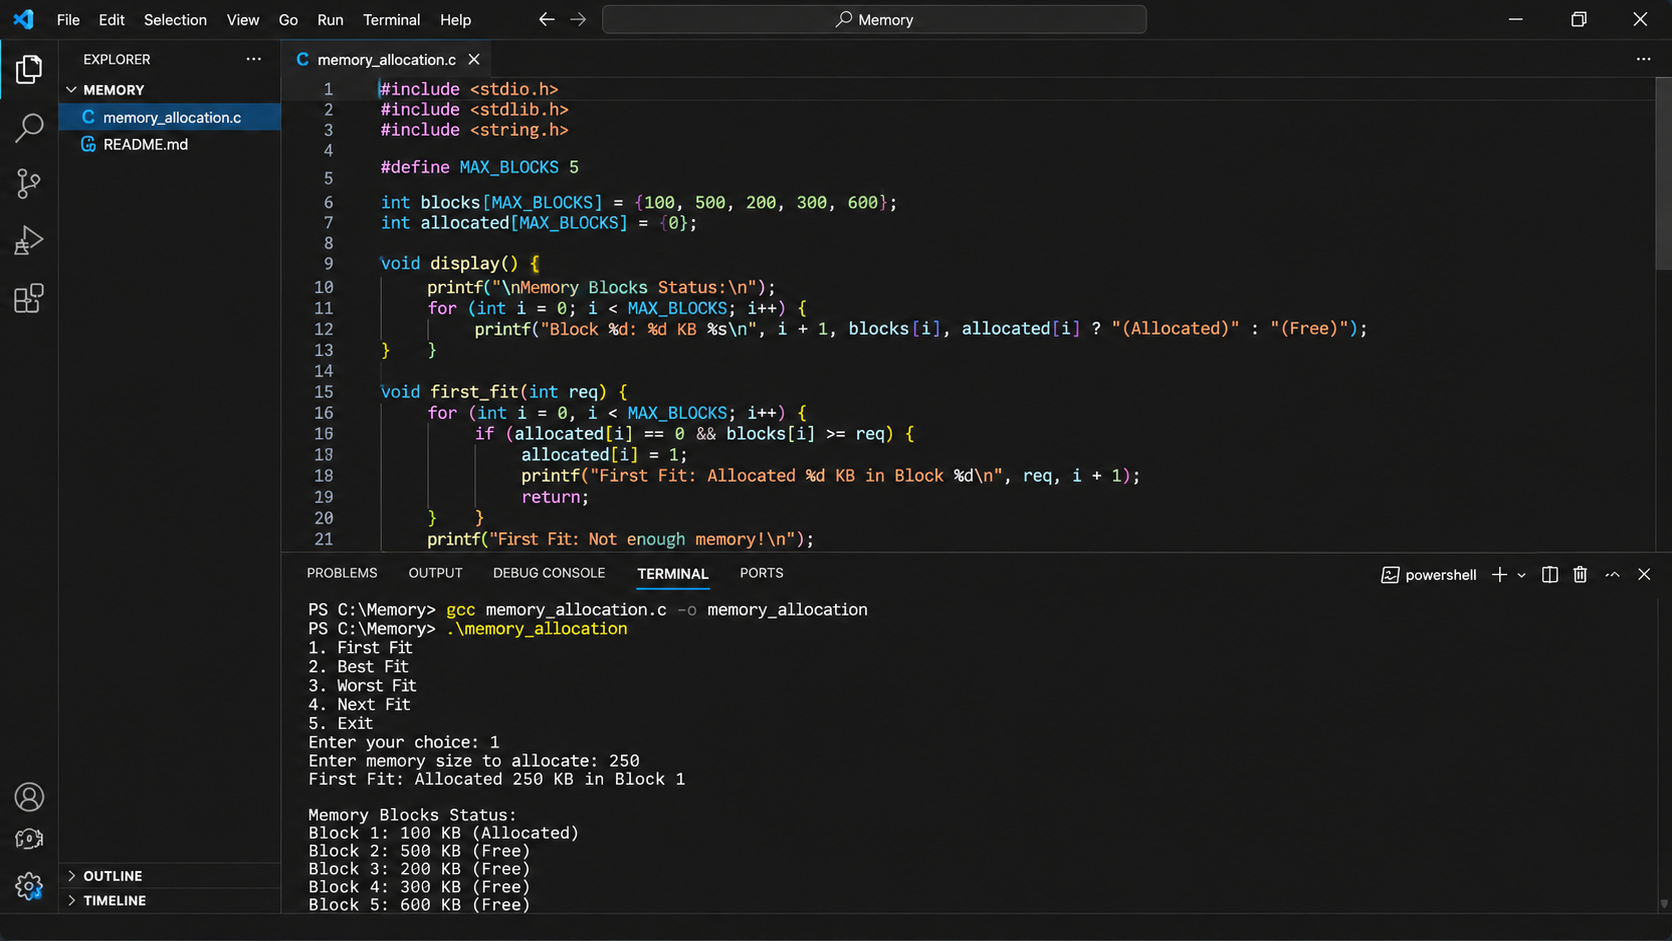 File Edit Selection View Go Run Terminal Help
Memory
EXPLORER
MEMORY
memory_allocation.c
README.md
OUTLINE
TIMELINE
memory_allocation.c
1 #include <stdio.h>
2 #include <stdlib.h>
3 #include <string.h>
4
5 #define MAX_BLOCKS 5
6 int blocks[MAX_BLOCKS] = {100, 500, 200, 300, 600};
7 int allocated[MAX_BLOCKS] = {0};
8
9 void display() {
10 printf("\nMemory Blocks Status:\n");
11 for (int i = 0; i < MAX_BLOCKS; i++) {
12 printf("Block %d: %d KB %s\n", i + 1, blocks[i], allocated[i] ? "(Allocated)" : "(Free)");
13 } }
14
15 void first_fit(int req) {
16 for (int i = 0, i < MAX_BLOCKS; i++) {
16 if (allocated[i] == 0 && blocks[i] >= req) {
18 allocated[i] = 1;
18 printf("First Fit: Allocated %d KB in Block %d\n", req, i + 1);
19 return;
20 } }
21 printf("First Fit: Not enough memory!\n");
PROBLEMS OUTPUT DEBUG CONSOLE TERMINAL PORTS
powershell
PS C:\Memory> gcc memory_allocation.c -o memory_allocation
PS C:\Memory> .\memory_allocation
1. First Fit
2. Best Fit
3. Worst Fit
4. Next Fit
5. Exit
Enter your choice: 1
Enter memory size to allocate: 250
First Fit: Allocated 250 KB in Block 1
Memory Blocks Status:
Block 1: 100 KB (Allocated)
Block 2: 500 KB (Free)
Block 3: 200 KB (Free)
Block 4: 300 KB (Free)
Block 5: 600 KB (Free)